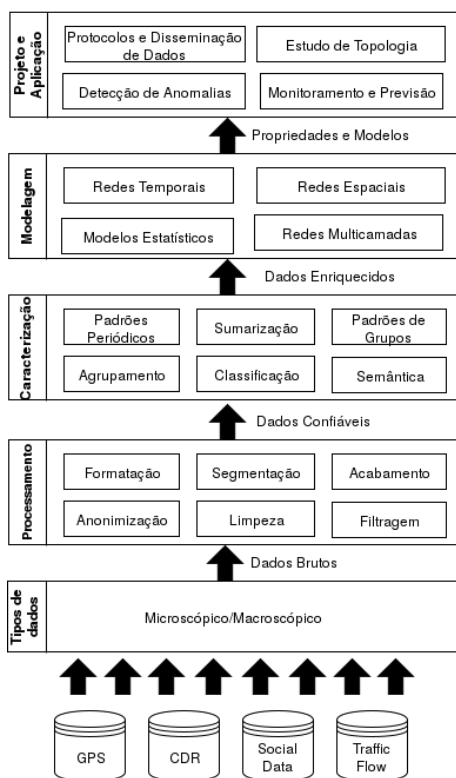 Projeto e
Aplicação
Protocolos e Disseminação
de Dados
Estudo de Topologia
Detecção de Anomalias
Monitoramento e Previsão
Propriedades e Modelos
Modelagem
Redes Temporais
Redes Espaciais
Modelos Estatísticos
Redes Multicamadas
Dados Enriquecidos
Caracterização
Padrões
Periódicos
Sumarização
Padrões de
Grupos
Agrupamento
Classificação
Semântica
Dados Confiáveis
Processamento
Formatação
Segmentação
Acabamento
Anonimização
Limpeza
Filtragem
Dados Brutos
Tipos de
dados
Microscópico/Macroscópico
GPS
CDR
Social
Data
Traffic
Flow